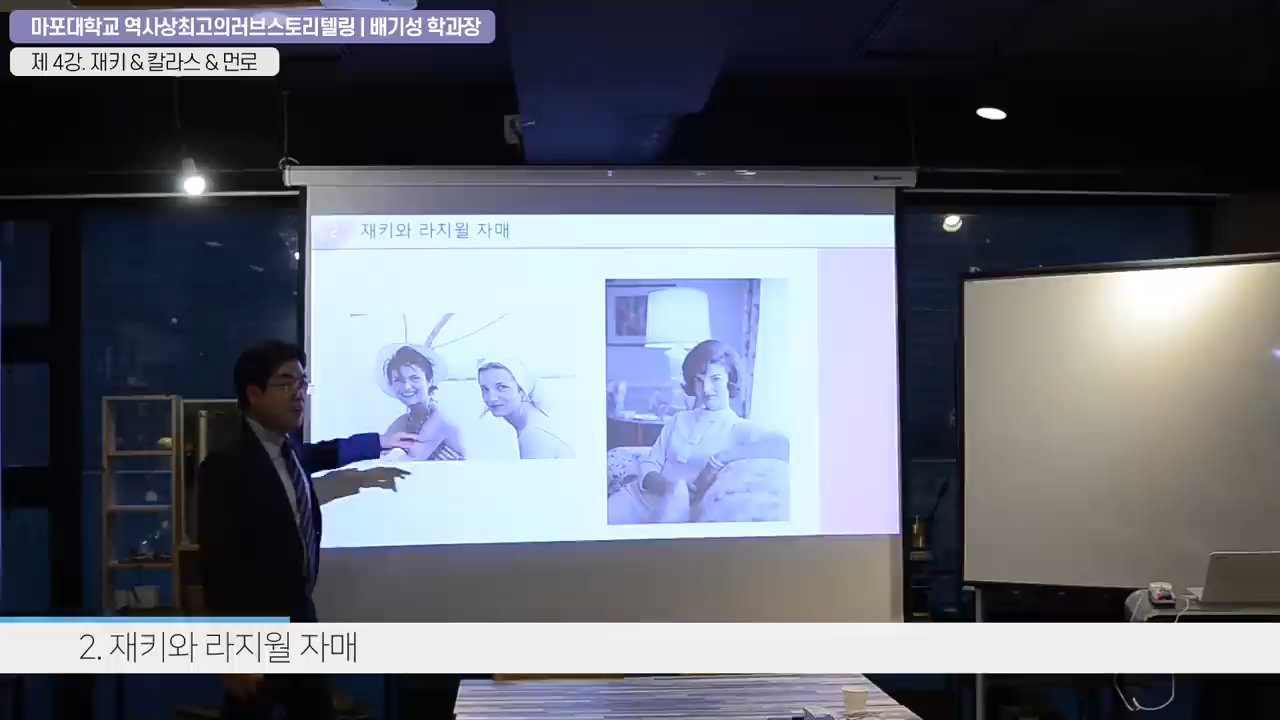 마포대학교 역사상최고의러브스토리텔링 | 배기성 학과장
제 4강. 재키 & 칼라스 & 먼로
2 재키와 라지윌 자매
2. 재키와 라지윌 자매